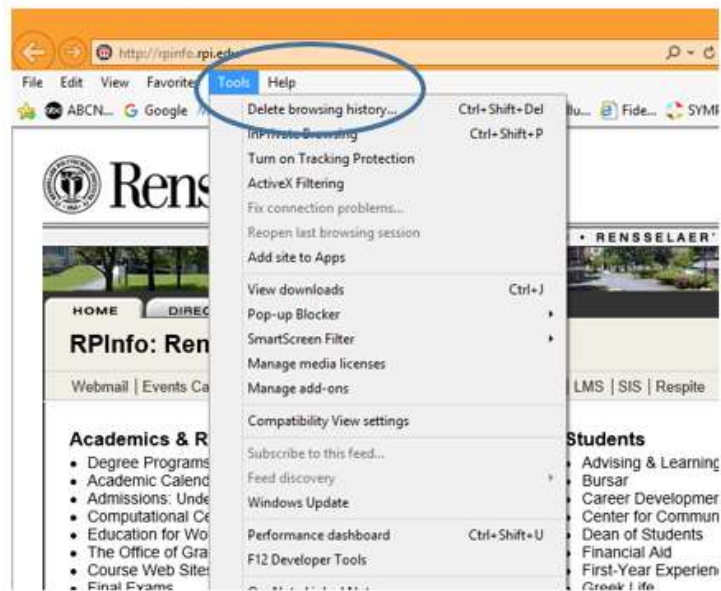 http://rpinfo.rpi.edu
File Edit View Favorites Tools Help
ABCN... G Google Fide... SYM
Delete browsing history... Ctrl+Shift+Del
InPrivate Browsing Ctrl+Shift+P
Turn on Tracking Protection
ActiveX Filtering
Fix connection problems...
Reopen last browsing session
Add site to Apps
View downloads Ctrl+J
Pop-up Blocker
SmartScreen Filter
Manage media licenses
Manage add-ons
Compatibility View settings
Subscribe to this feed...
Feed discovery
Windows Update
Performance dashboard Ctrl+Shift+U
F12 Developer Tools
Rens
RENSSELAER
HOME DIREC
RPInfo: Ren
Webmail | Events Ca
LMS | SIS | Respite
Academics & R
• Degree Programs
• Academic Calend
• Admissions: Unde
• Computational Ce
• Education for Wo
• The Office of Gra
• Course Web Sites
• Final Exams
Students
• Advising & Learning
• Bursar
• Career Developmen
• Center for Commun
• Dean of Students
• Financial Aid
• First-Year Experien
• Greek Life